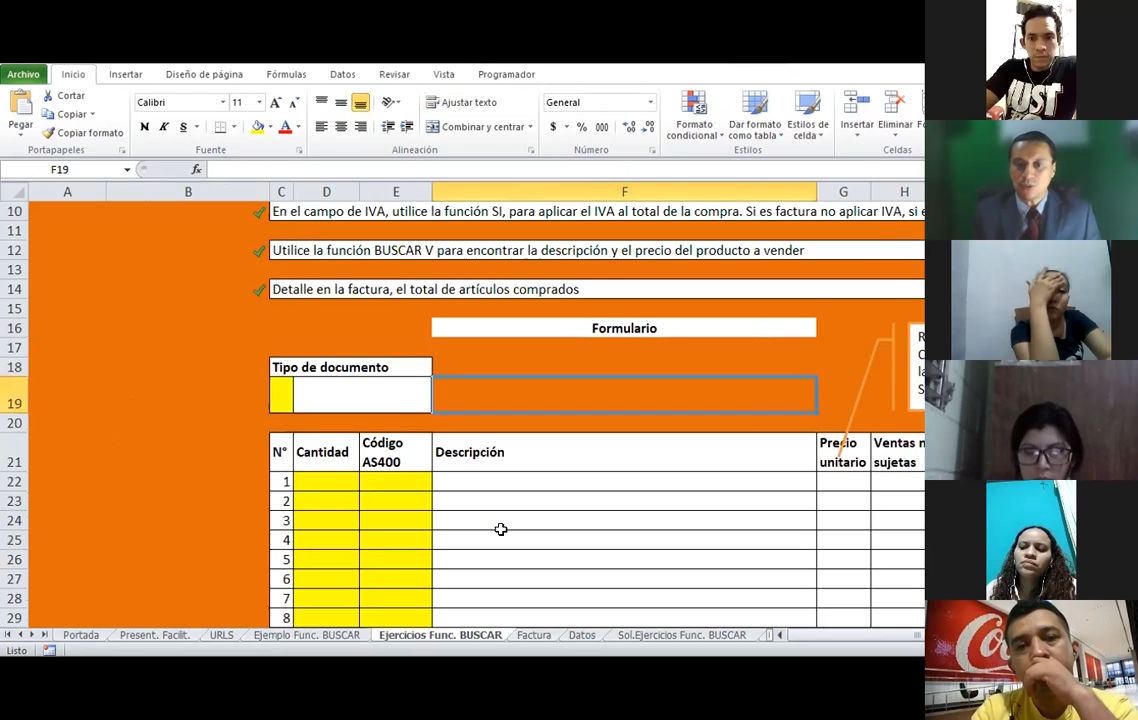 Archivo Inicio Insertar Diseño de página Fórmulas Datos Revisar Vista Programador
Cortar
Copiar
Copiar formato
Pegar
Portapapeles
Calibri 11
N K S
Fuente
Ajustar texto
Combinar y centrar
Alineación
General
$ % 000
Número
Formato condicional
Dar formato como tabla
Estilos de celda
Estilos
Insertar Eliminar
Celdas
F19 fx
A B C D E F G H
10 En el campo de IVA, utilice la función SI, para aplicar el IVA al total de la compra. Si es factura no aplicar IVA, si e
11
12 Utilice la función BUSCAR V para encontrar la descripción y el precio del producto a vender
13
14 Detalle en la factura, el total de artículos comprados
15
16 Formulario
17
18 Tipo de documento
19
20
21 N° Cantidad Código AS400 Descripción Precio unitario Ventas n sujetas
22 1
23 2
24 3
25 4
26 5
27 6
28 7
29 8
Portada Present. Facilit. URLS Ejemplo Func. BUSCAR Ejercicios Func. BUSCAR Factura Datos Sol.Ejercicios Func. BUSCAR
Listo
JUST